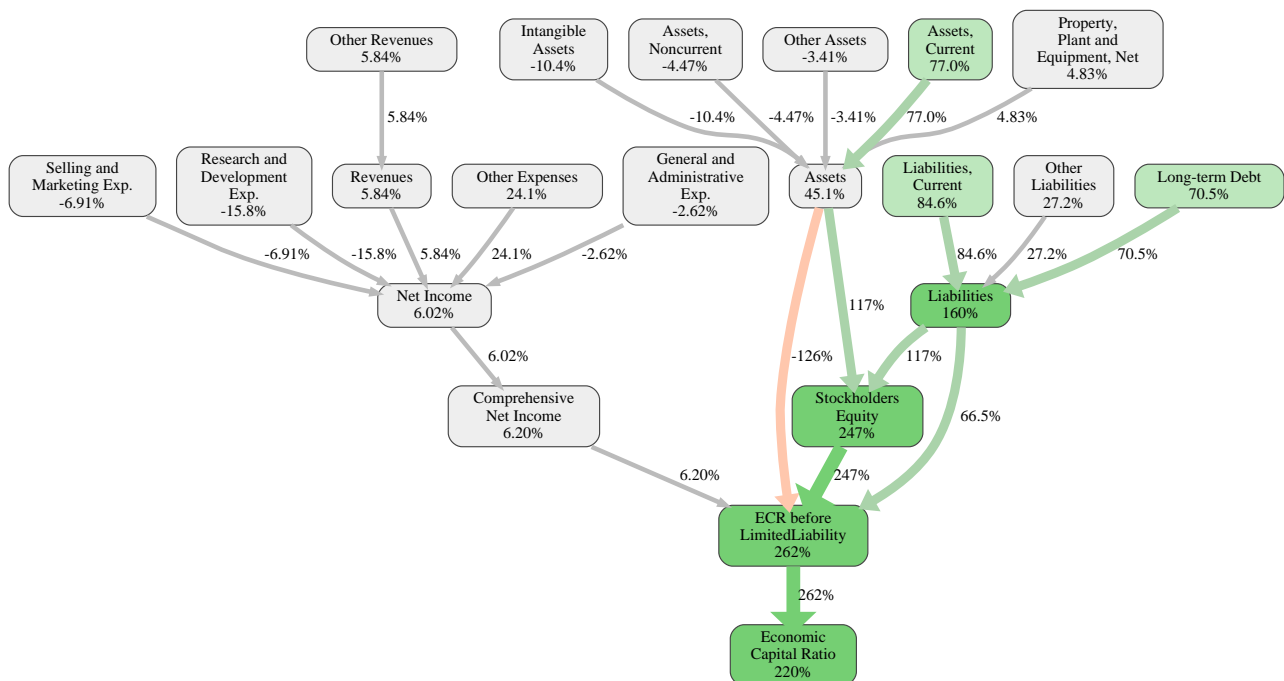 Other Revenues
5.84%
Intangible
Assets
-10.4%
Assets,
Noncurrent
-4.47%
Other Assets
-3.41%
Assets,
Current
77.0%
Property,
Plant and
Equipment, Net
4.83%
5.84%
-10.4%
-4.47%
-3.41%
77.0%
4.83%
Selling and
Marketing Exp.
-6.91%
Research and
Development
Exp.
-15.8%
Revenues
5.84%
Other Expenses
24.1%
General and
Administrative
Exp.
-2.62%
Assets
45.1%
Liabilities,
Current
84.6%
Other
Liabilities
27.2%
Long-term Debt
70.5%
-6.91%
-15.8%
5.84%
24.1%
-2.62%
84.6%
27.2%
70.5%
Net Income
6.02%
117%
Liabilities
160%
6.02%
-126%
117%
Comprehensive
Net Income
6.20%
Stockholders
Equity
247%
66.5%
6.20%
247%
ECR before
LimitedLiability
262%
262%
Economic
Capital Ratio
220%